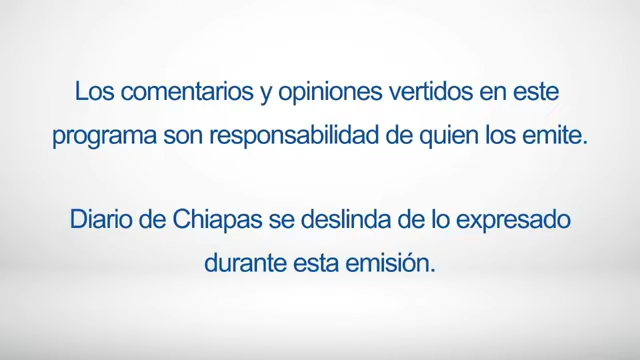 Los comentarios y opiniones vertidos en este
programa son responsabilidad de quien los emite.
Diario de Chiapas se deslinda de lo expresado
durante esta emisión.